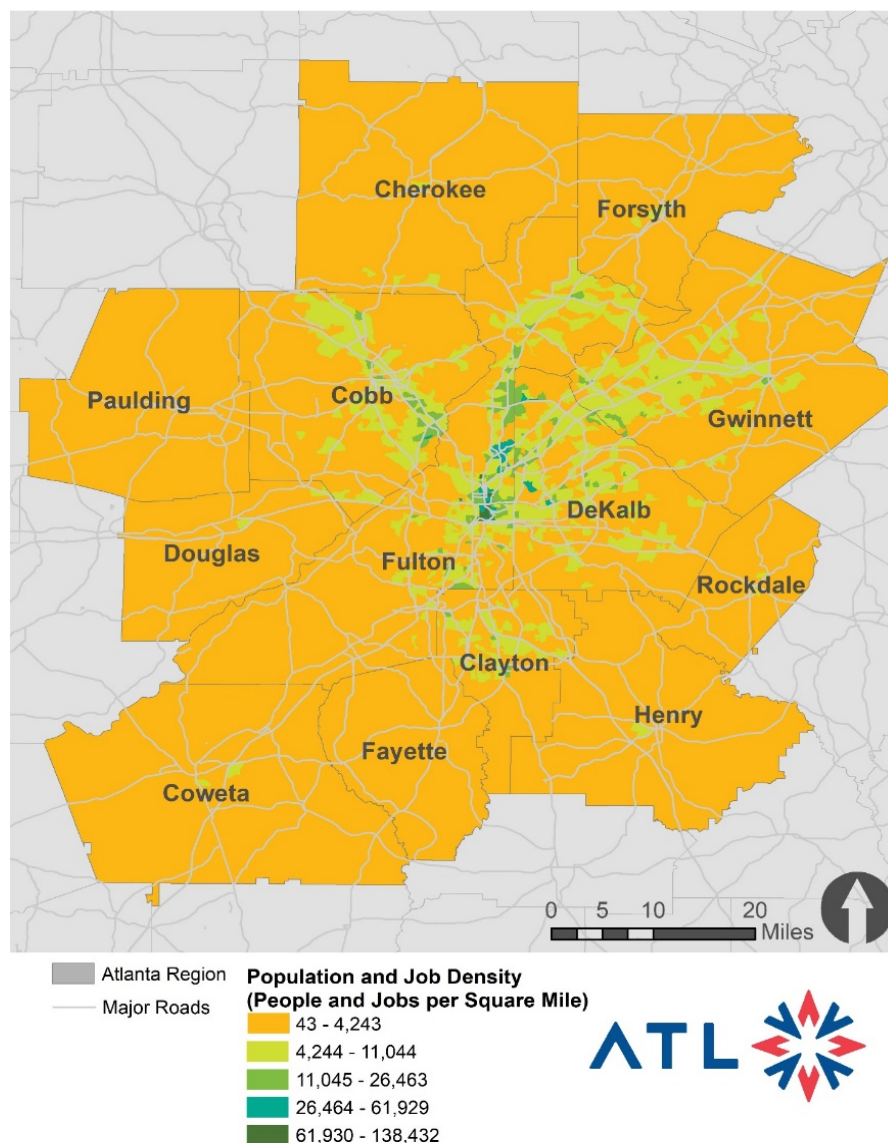 Cherokee
Forsyth
Paulding
Cobb
Gwinnett
DeKalb
Douglas
Fulton
Rockdale
Clayton
Henry
Fayette
Coweta
0 5 10 20
Miles
Atlanta Region
Major Roads
Population and Job Density
(People and Jobs per Square Mile)
43 - 4,243
4,244 - 11,044
11,045 - 26,463
26,464 - 61,929
61,930 - 138,432
ATL